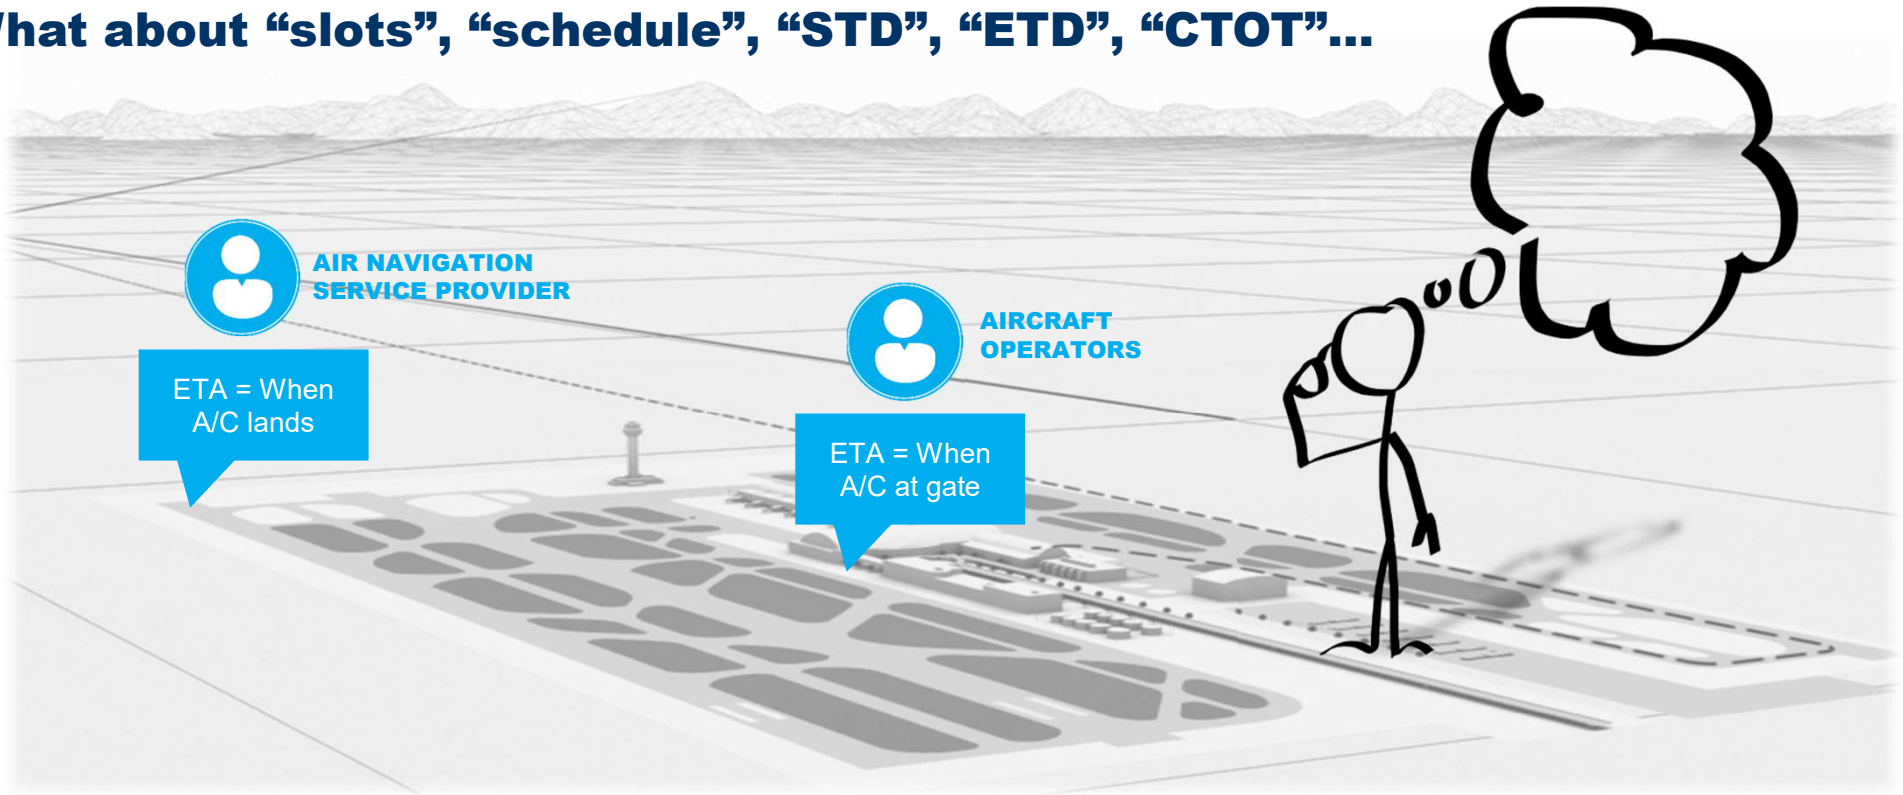 hat about “slots”, “schedule”, “STD”, “ETD”, “CTOT”...
AIR NAVIGATION
SERVICE PROVIDER
ETA = When
A/C lands
AIRCRAFT
OPERATORS
ETA = When
A/C at gate